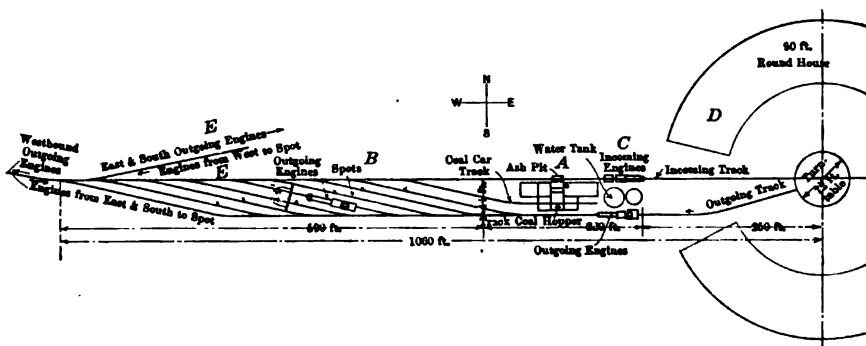 90 ft.
Round House
N
W E
S
D
E
East & South Outgoing Engines
Engines from West to Spot
Westbound
Outgoing
Engines
E
Engines from East & South to Spot
Outgoing
Engines
Spots
B
Coal Car
Track
Ash Pit
Water Tank
A
C
Incoming
Engines
Incoming Track
Outgoing Track
Turn-
75 ft.
table
Coal Hopper
Outgoing Engines
ft.
250 ft.
1060 ft.